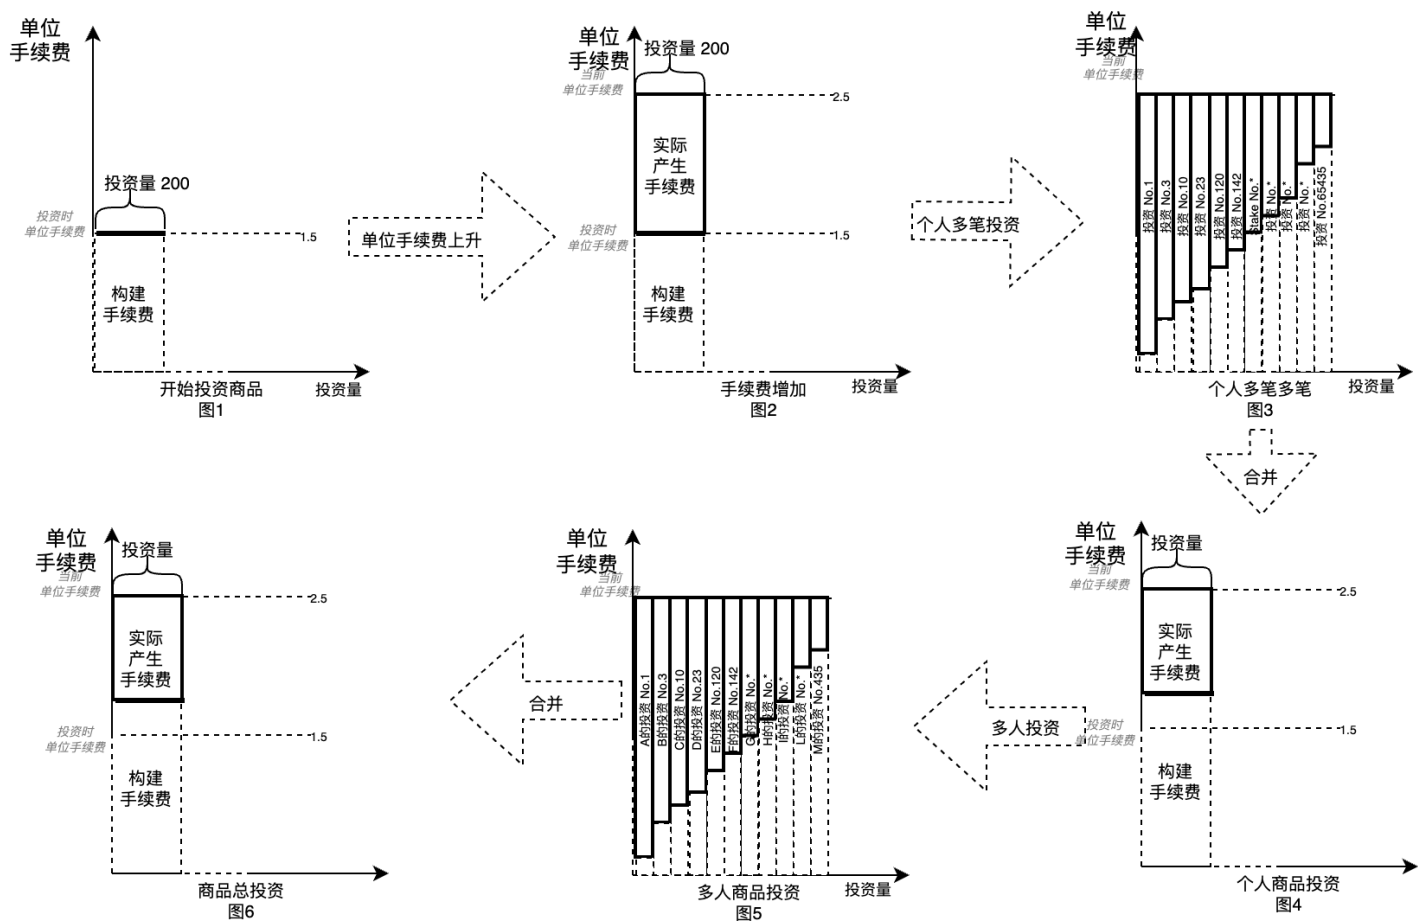 单位
手续费
投资量 200
投资时
单位手续费
1.5
构建
手续费
开始投资商品
投资量
图1
单位手续费上升
单位
手续费
当前
单位手续费
投资量 200
2.5
实际
产生
手续费
投资时
单位手续费
1.5
构建
手续费
手续费增加
投资量
图2
个人多笔投资
单位
手续费
当前
单位手续费
投资 No.1
投资 No.3
投资 No.10
投资 No.23
投资 No.120
投资 No.142
Stake No.*
投资 No.*
投资 No.*
投资 No.*
投资 No.65435
个人多笔多笔
投资量
图3
合并
单位
手续费
当前
单位手续费
投资量
2.5
实际
产生
手续费
投资时
单位手续费
1.5
构建
手续费
个人商品投资
图4
多人投资
单位
手续费
当前
单位手续费
A的投资 No.1
B的投资 No.3
C的投资 No.10
D的投资 No.23
E的投资 No.120
F的投资 No.142
G的投资 No.*
H的投资 No.*
I的投资 No.*
L的投资 No.*
M的投资 No.435
多人商品投资
投资量
图5
合并
单位
手续费
当前
单位手续费
投资量
2.5
实际
产生
手续费
投资时
单位手续费
1.5
构建
手续费
商品总投资
图6